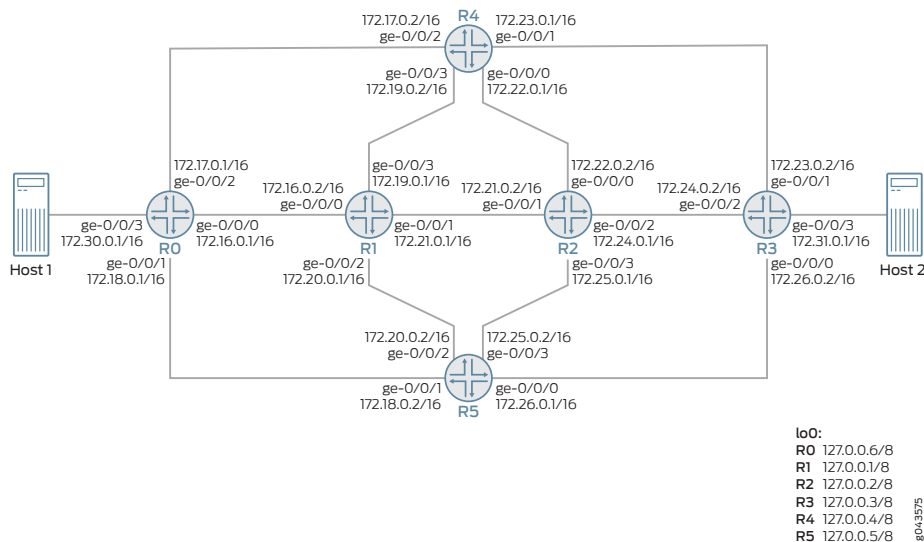 R4
172.17.0.2/16
ge-0/0/2
172.23.0.1/16
ge-0/0/1
ge-0/0/3
172.19.0.2/16
ge-0/0/0
172.22.0.1/16
172.17.0.1/16
ge-0/0/2
ge-0/0/3
172.19.0.1/16
172.22.0.2/16
ge-0/0/0
172.23.0.2/16
ge-0/0/1
172.16.0.2/16
ge-0/0/0
172.21.0.2/16
ge-0/0/1
172.24.0.2/16
ge-0/0/2
Host 1
ge-0/0/3
172.30.0.1/16
R0
ge-0/0/0
172.16.0.1/16
R1
ge-0/0/1
172.21.0.1/16
R2
ge-0/0/2
172.24.0.1/16
R3
ge-0/0/3
172.31.0.1/16
Host 2
ge-0/0/1
172.18.0.1/16
ge-0/0/2
172.20.0.1/16
ge-0/0/3
172.25.0.1/16
ge-0/0/0
172.26.0.2/16
172.20.0.2/16
ge-0/0/2
172.25.0.2/16
ge-0/0/3
ge-0/0/1
172.18.0.2/16
R5
ge-0/0/0
172.26.0.1/16
lo0:
R0 127.0.0.6/8
R1 127.0.0.1/8
R2 127.0.0.2/8
R3 127.0.0.3/8
R4 127.0.0.4/8
R5 127.0.0.5/8
g043575